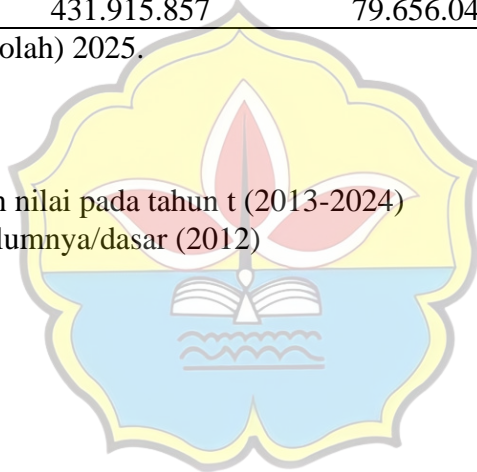 431.915.857 79.656.04
olah) 2025.
n nilai pada tahun t (2013-2024)
lumnya/dasar (2012)